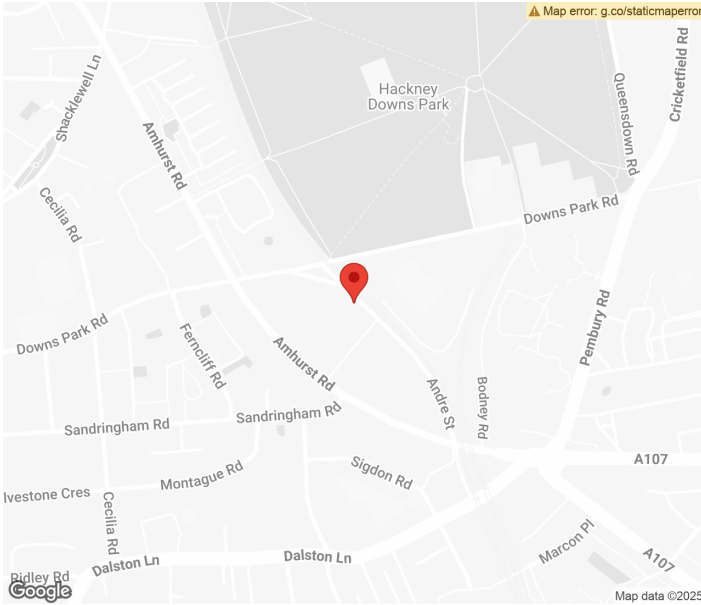 Map error: g.co/staticmaperror
Shacklewell Ln
Amhurst Rd
Hackney
Downs Park
Queensdown Rd
Cricketfield Rd
Cecilia Rd
Downs Park Rd
Downs Park Rd
Pembury Rd
Ferncliff Rd
Amhurst Rd
Andre St
Bodney Rd
Sandringham Rd
Sandringham Rd
Montague Rd
Sigdon Rd
A107
lvestone Cres
Cecilia Rd
Dalston Ln
Dalston Ln
Marcon Pl
A107
Ridley Rd
Google
Map data ©2025